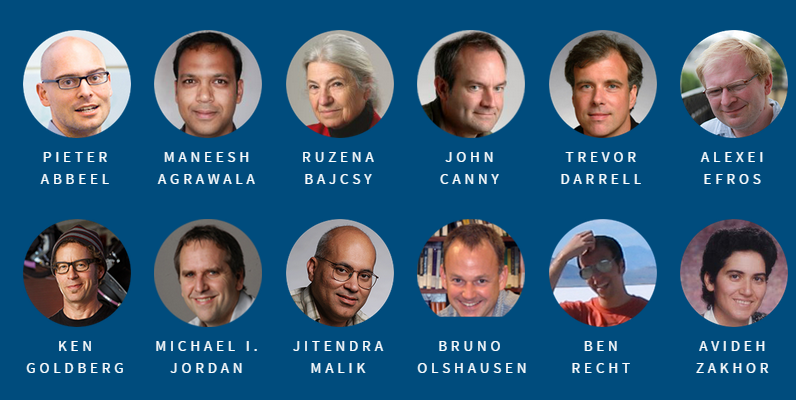 PIETER MANEESH RUZENA JOHN TREVOR ALEXEI
ABBEEL AGRAWALA BAJCSY CANNY DARRELL EFROS
KEN MICHAEL I. JITENDRA BRUNO BEN AVIDEH
GOLDBERG JORDAN MALIK OLSHAUSEN RECHT ZAKHOR